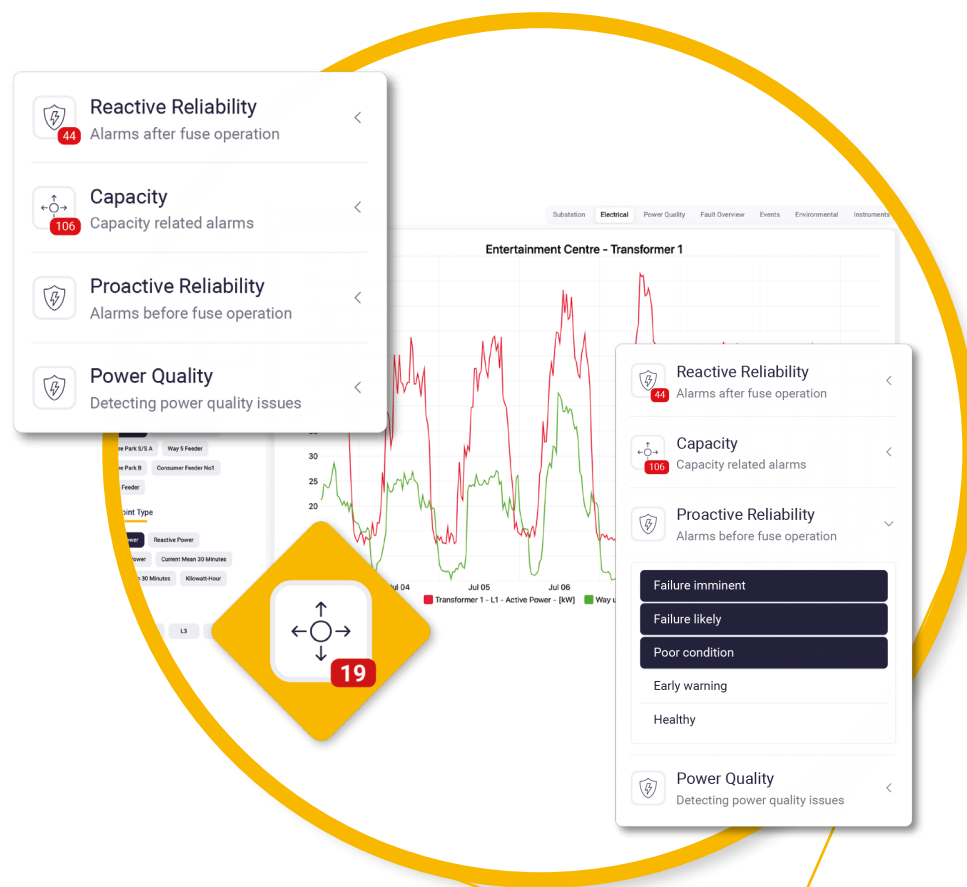 Reactive Reliability
44
Alarms after fuse operation
Capacity
106
Capacity related alarms
Proactive Reliability
Alarms before fuse operation
Power Quality
Detecting power quality issues
Substation Electrical Power Quality Fault Overview Events Environmental Instruments
Entertainment Centre - Transformer 1
30
25
20
Jul 05 Jul 06
Transformer 1 - L1 - Active Power - [kW] Way
Park S/S A Way 5 Feeder
Park B Consumer Feeder No1
Feeder
Type
Reactive Power
Current Mean 30 Minutes
30 Minutes Kilowatt-Hour
L3
19
Reactive Reliability
44
Alarms after fuse operation
Capacity
106
Capacity related alarms
Proactive Reliability
Alarms before fuse operation
Failure imminent
Failure likely
Poor condition
Early warning
Healthy
Power Quality
Detecting power quality issues